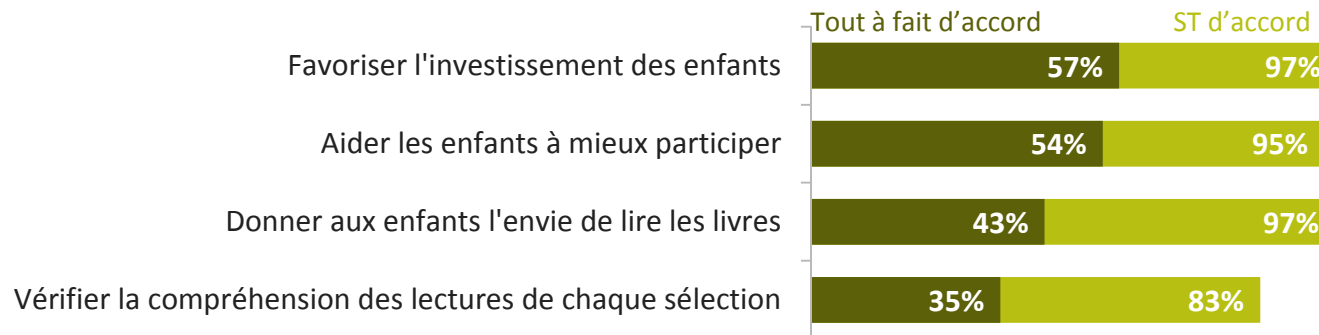 Tout à fait d’accord ST d’accord
Favoriser l'investissement des enfants 57% 97%
Aider les enfants à mieux participer 54% 95%
Donner aux enfants l'envie de lire les livres 43% 97%
Vérifier la compréhension des lectures de chaque sélection 35% 83%